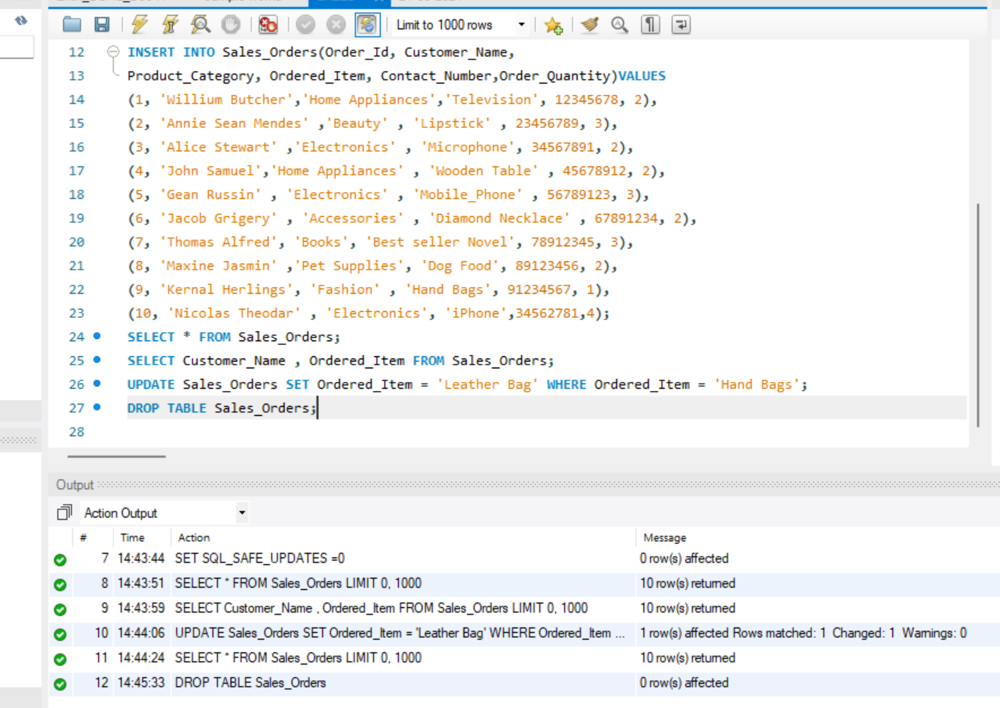 Limit to 1000 rows
12 INSERT INTO Sales_Orders(Order_Id, Customer_Name,
13 Product_Category, Ordered_Item, Contact_Number,Order_Quantity)VALUES
14 (1, 'Willium Butcher','Home Appliances','Television', 12345678, 2),
15 (2, 'Annie Sean Mendes' ,'Beauty' , 'Lipstick' , 23456789, 3),
16 (3, 'Alice Stewart' ,'Electronics' , 'Microphone', 34567891, 2),
17 (4, 'John Samuel','Home Appliances' , 'Wooden Table' , 45678912, 2),
18 (5, 'Gean Russin' , 'Electronics' , 'Mobile_Phone' , 56789123, 3),
19 (6, 'Jacob Grigery' , 'Accessories' , 'Diamond Necklace' , 67891234, 2),
20 (7, 'Thomas Alfred', 'Books', 'Best seller Novel', 78912345, 3),
21 (8, 'Maxine Jasmin' ,'Pet Supplies', 'Dog Food', 89123456, 2),
22 (9, 'Kernal Herlings', 'Fashion' , 'Hand Bags', 91234567, 1),
23 (10, 'Nicolas Theodar' , 'Electronics', 'iPhone',34562781,4);
24 SELECT * FROM Sales_Orders;
25 SELECT Customer_Name , Ordered_Item FROM Sales_Orders;
26 UPDATE Sales_Orders SET Ordered_Item = 'Leather Bag' WHERE Ordered_Item = 'Hand Bags';
27 DROP TABLE Sales_Orders;
28
Output
Action Output
# Time Action Message
7 14:43:44 SET SQL_SAFE_UPDATES =0 0 row(s) affected
8 14:43:51 SELECT * FROM Sales_Orders LIMIT 0, 1000 10 row(s) returned
9 14:43:59 SELECT Customer_Name , Ordered_Item FROM Sales_Orders LIMIT 0, 1000 10 row(s) returned
10 14:44:06 UPDATE Sales_Orders SET Ordered_Item = 'Leather Bag' WHERE Ordered_Item ... 1 row(s) affected Rows matched: 1 Changed: 1 Warnings: 0
11 14:44:24 SELECT * FROM Sales_Orders LIMIT 0, 1000 10 row(s) returned
12 14:45:33 DROP TABLE Sales_Orders 0 row(s) affected